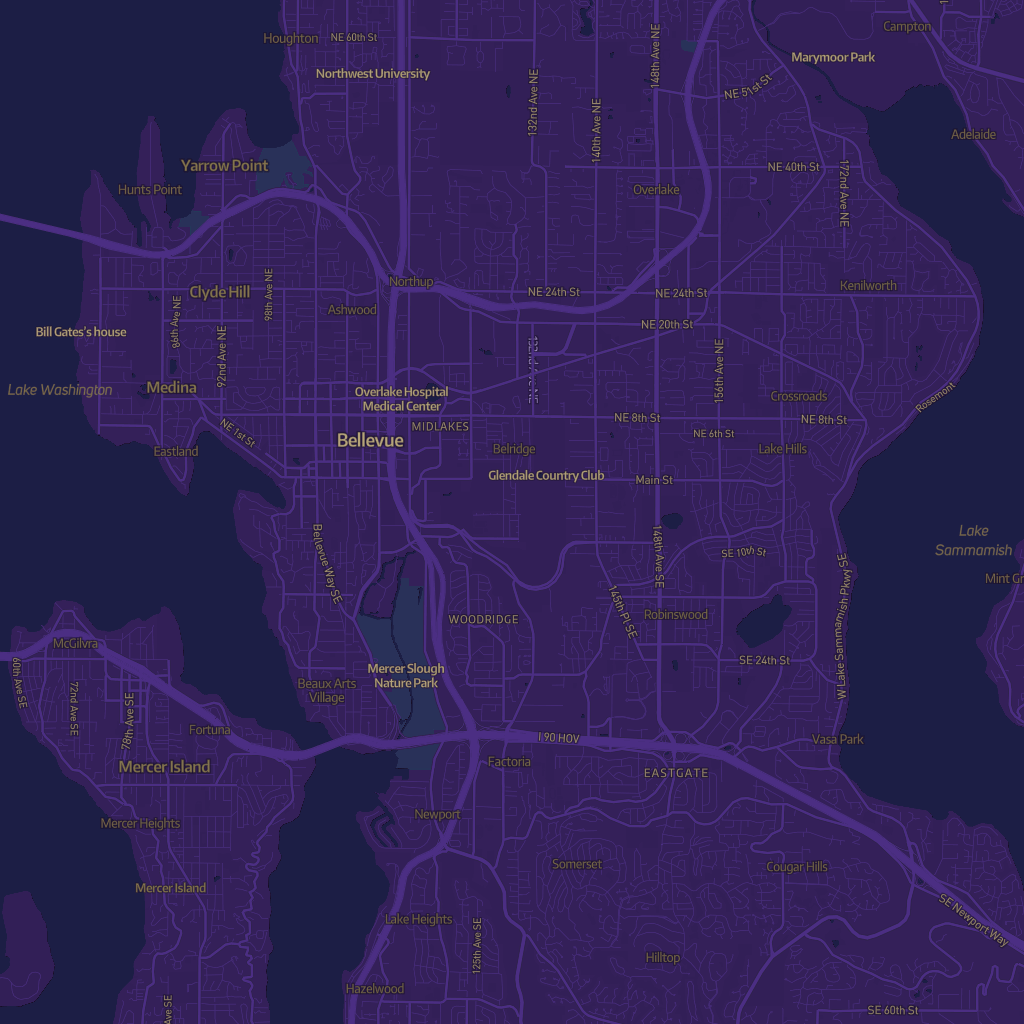 Campton
Houghton
NE 60th St
148th Ave NE
Marymoor Park
Northwest University
NE 51st St
132nd Ave NE
140th Ave NE
Adelaide
Yarrow Point
NE 40th St
172nd Ave NE
Hunts Point
Overlake
Northup
Kenilworth
Clyde Hill
98th Ave NE
NE 24th St
NE 24th St
Ashwood
86th Ave NE
NE 20th St
Bill Gates's house
92nd Ave NE
156th Ave NE
Lake Washington
Medina
Overlake Hospital
Medical Center
Crossroads
Rosemont
NE 1st St
MIDLAKES
NE 8th St
NE 8th St
NE 6th St
Bellevue
Eastland
Belridge
Lake Hills
Glendale Country Club
Main St
Lake
Sammamish
Bellevue Way SE
148th Ave SE
SE 10th St
Mint Gr
145th Pl SE
W Lake Sammamish Pkwy SE
WOODRIDGE
Robinswood
McGilvra
SE 24th St
60th Ave SE
Mercer Slough
Nature Park
Beaux Arts
Village
72nd Ave SE
78th Ave SE
Fortuna
I 90 HOV
Vasa Park
Mercer Island
Factoria
EASTGATE
Mercer Heights
Newport
Somerset
Cougar Hills
Mercer Island
Lake Heights
125th Ave SE
SE Newport Way
Hilltop
Hazelwood
Ave SE
SE 60th St